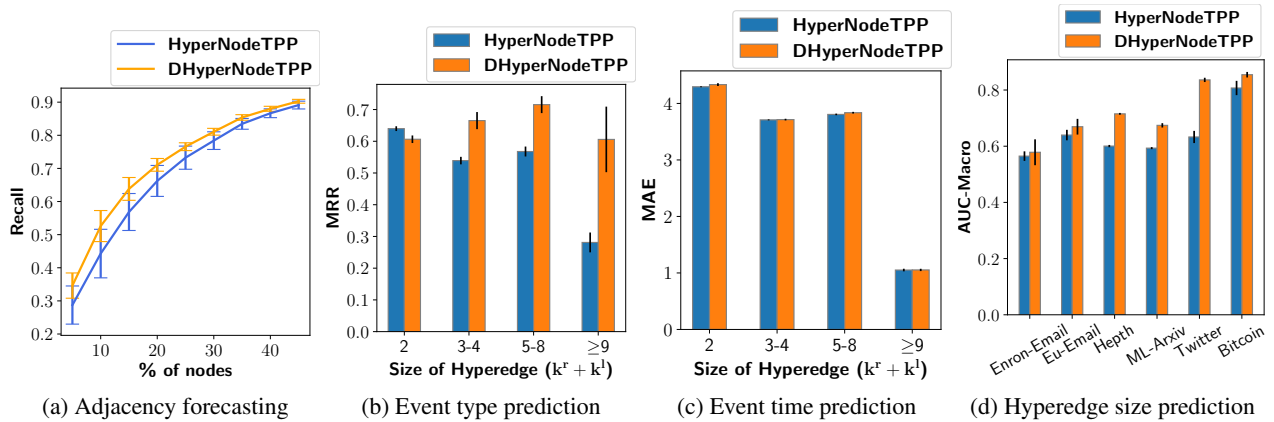 HyperNodeTPP
DHyperNodeTPP
Recall
0.9
0.8
0.7
0.6
0.5
0.4
0.3
0.2
10 20 30 40
% of nodes
(a) Adjacency forecasting
HyperNodeTPP
DHyperNodeTPP
MRR
0.7
0.6
0.5
0.4
0.3
0.2
0.1
0.0
2 3-4 5-8 ≥9
Size of Hyperedge (kʳ + kˡ)
(b) Event type prediction
HyperNodeTPP
DHyperNodeTPP
MAE
4
3
2
1
0
2 3-4 5-8 ≥9
Size of Hyperedge (kʳ + kˡ)
(c) Event time prediction
HyperNodeTPP
DHyperNodeTPP
AUC-Macro
0.8
0.6
0.4
0.2
0.0
Enron-Email Eu-Email Hepth ML-Arxiv Twitter Bitcoin
(d) Hyperedge size prediction